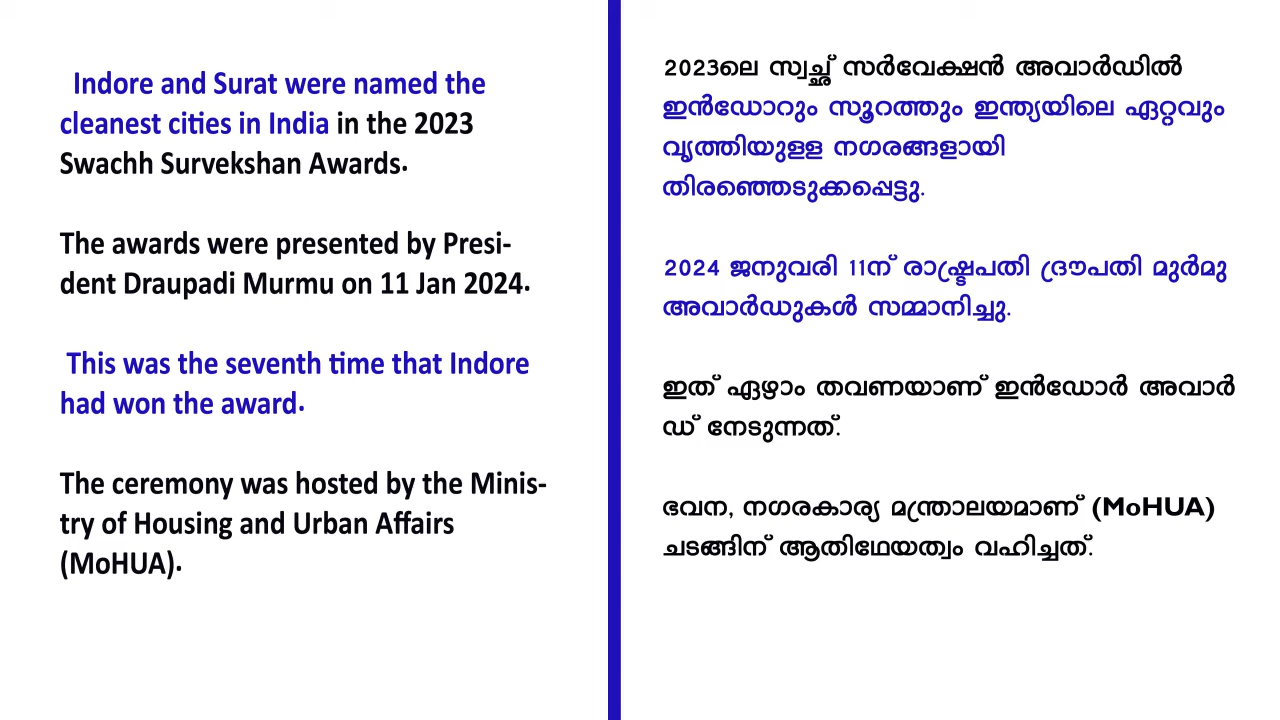 Indore and Surat were named the
cleanest cities in India in the 2023
Swachh Survekshan Awards.
The awards were presented by Presi-
dent Draupadi Murmu on 11 Jan 2024.
This was the seventh time that Indore
had won the award.
The ceremony was hosted by the Minis-
try of Housing and Urban Affairs
(MoHUA).
2023ലെ സ്വച്ഛ് സർവേക്ഷൻ അവാർഡിൽ
ഇൻഡോറും സൂറത്തും ഇന്ത്യയിലെ ഏറ്റവും
വൃത്തിയുളള നഗരങ്ങളായി
തിരഞ്ഞെടുക്കപ്പെട്ടു.
2024 ജനുവരി 11ന് രാഷ്ട്രപതി ദ്രൗപതി മുർമു
അവാർഡുകൾ സമ്മാനിച്ചു.
ഇത് ഏഴാം തവണയാണ് ഇൻഡോർ അവാർ
ഡ് നേടുന്നത്.
ഭവന, നഗരകാര്യ മന്ത്രാലയമാണ് (MoHUA)
ചടങ്ങിന് ആതിഥേയത്വം വഹിച്ചത്.